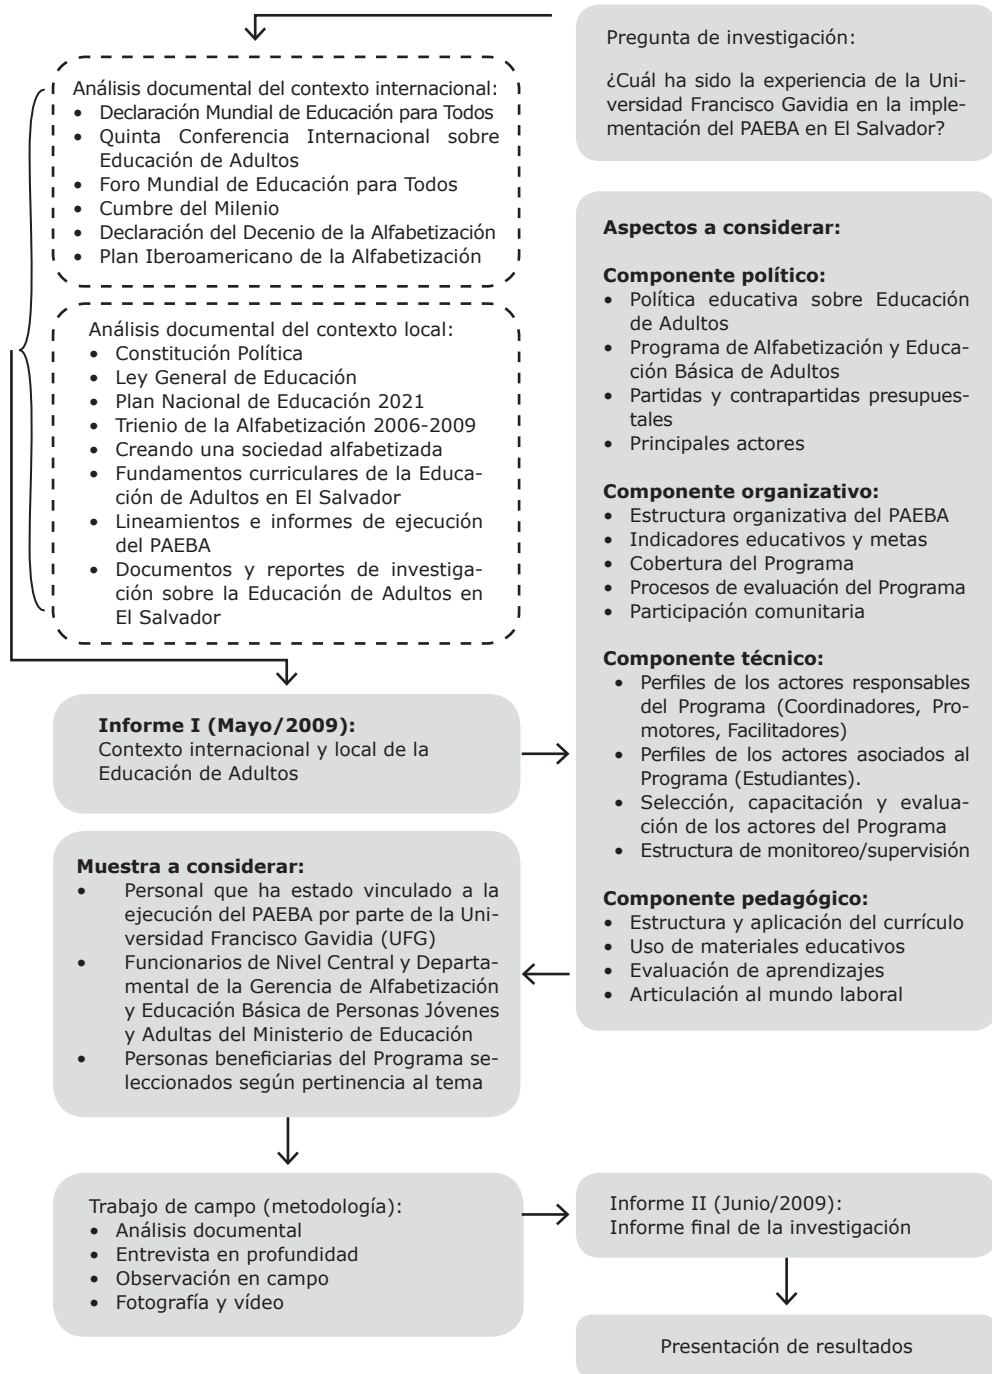 Pregunta de investigación:
¿Cuál ha sido la experiencia de la Uni-
versidad Francisco Gavidia en la imple-
mentación del PAEBA en El Salvador?
Análisis documental del contexto internacional:
• Declaración Mundial de Educación para Todos
• Quinta Conferencia Internacional sobre
Educación de Adultos
• Foro Mundial de Educación para Todos
• Cumbre del Milenio
• Declaración del Decenio de la Alfabetización
• Plan Iberoamericano de la Alfabetización
Análisis documental del contexto local:
• Constitución Política
• Ley General de Educación
• Plan Nacional de Educación 2021
• Trienio de la Alfabetización 2006-2009
• Creando una sociedad alfabetizada
• Fundamentos curriculares de la Educa-
ción de Adultos en El Salvador
• Lineamientos e informes de ejecución
del PAEBA
• Documentos y reportes de investiga-
ción sobre la Educación de Adultos en
El Salvador
Informe I (Mayo/2009):
Contexto internacional y local de la
Educación de Adultos
Aspectos a considerar:
Componente político:
• Política educativa sobre Educación
de Adultos
• Programa de Alfabetización y Educa-
ción Básica de Adultos
• Partidas y contrapartidas presupues-
tales
• Principales actores
Componente organizativo:
• Estructura organizativa del PAEBA
• Indicadores educativos y metas
• Cobertura del Programa
• Procesos de evaluación del Programa
• Participación comunitaria
Componente técnico:
• Perfiles de los actores responsables
del Programa (Coordinadores, Pro-
motores, Facilitadores)
• Perfiles de los actores asociados al
Programa (Estudiantes).
• Selección, capacitación y evalua-
ción de los actores del Programa
• Estructura de monitoreo/supervisión
Componente pedagógico:
• Estructura y aplicación del currículo
• Uso de materiales educativos
• Evaluación de aprendizajes
• Articulación al mundo laboral
Muestra a considerar:
• Personal que ha estado vinculado a la
ejecución del PAEBA por parte de la Uni-
versidad Francisco Gavidia (UFG)
• Funcionarios de Nivel Central y Departa-
mental de la Gerencia de Alfabetización
y Educación Básica de Personas Jóvenes
y Adultas del Ministerio de Educación
• Personas beneficiarias del Programa se-
leccionados según pertinencia al tema
Trabajo de campo (metodología):
• Análisis documental
• Entrevista en profundidad
• Observación en campo
• Fotografía y vídeo
Informe II (Junio/2009):
Informe final de la investigación
Presentación de resultados